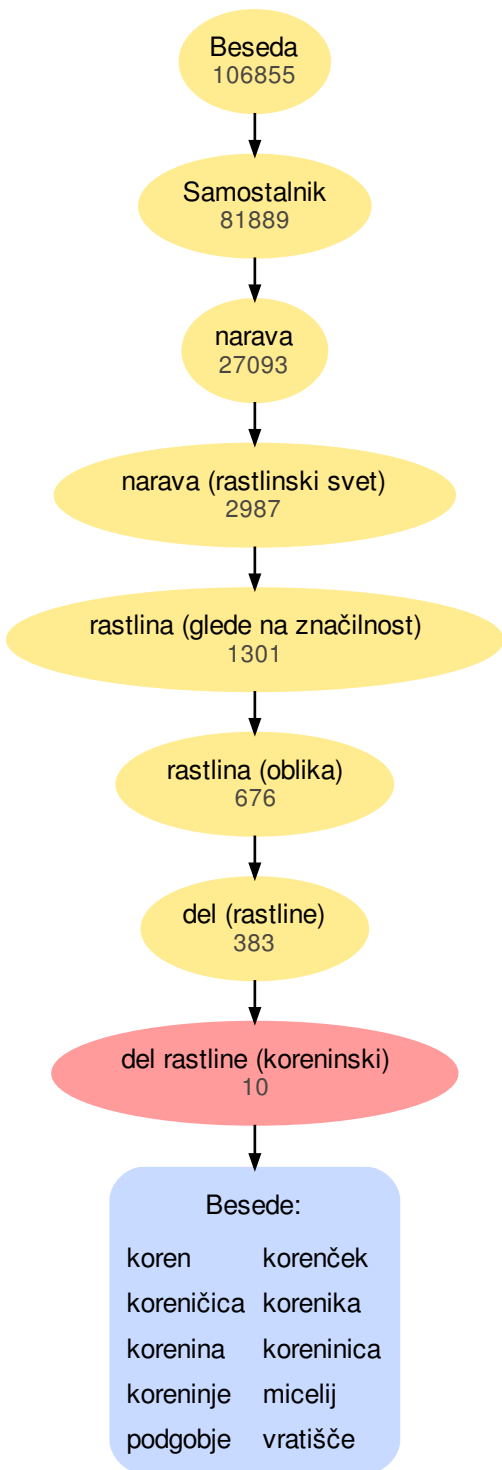 Beseda
106855
Samostalnik
81889
narava
27093
narava (rastlinski svet)
2987
rastlina (glede na značilnost)
1301
rastlina (oblika)
676
del (rastline)
383
del rastline (koreninski)
10
Besede:
koren korenček
koreničica korenika
korenina koreninica
koreninje micelij
podgobje vratišče